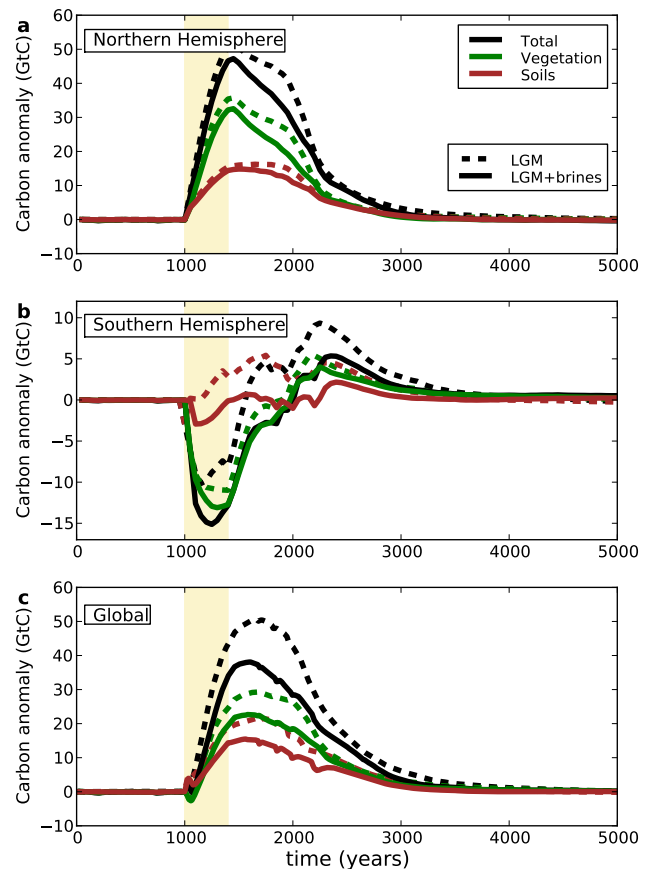 a
Northern Hemisphere
Carbon anomaly (GtC)
60
50
40
30
20
10
0
−10
Total
Vegetation
Soils
LGM
LGM+brines
0 1000 2000 3000 4000 5000
b
Southern Hemisphere
Carbon anomaly (GtC)
10
5
0
−5
−10
−15
0 1000 2000 3000 4000 5000
c
Global
Carbon anomaly (GtC)
60
50
40
30
20
10
0
−10
0 1000 2000 3000 4000 5000
time (years)